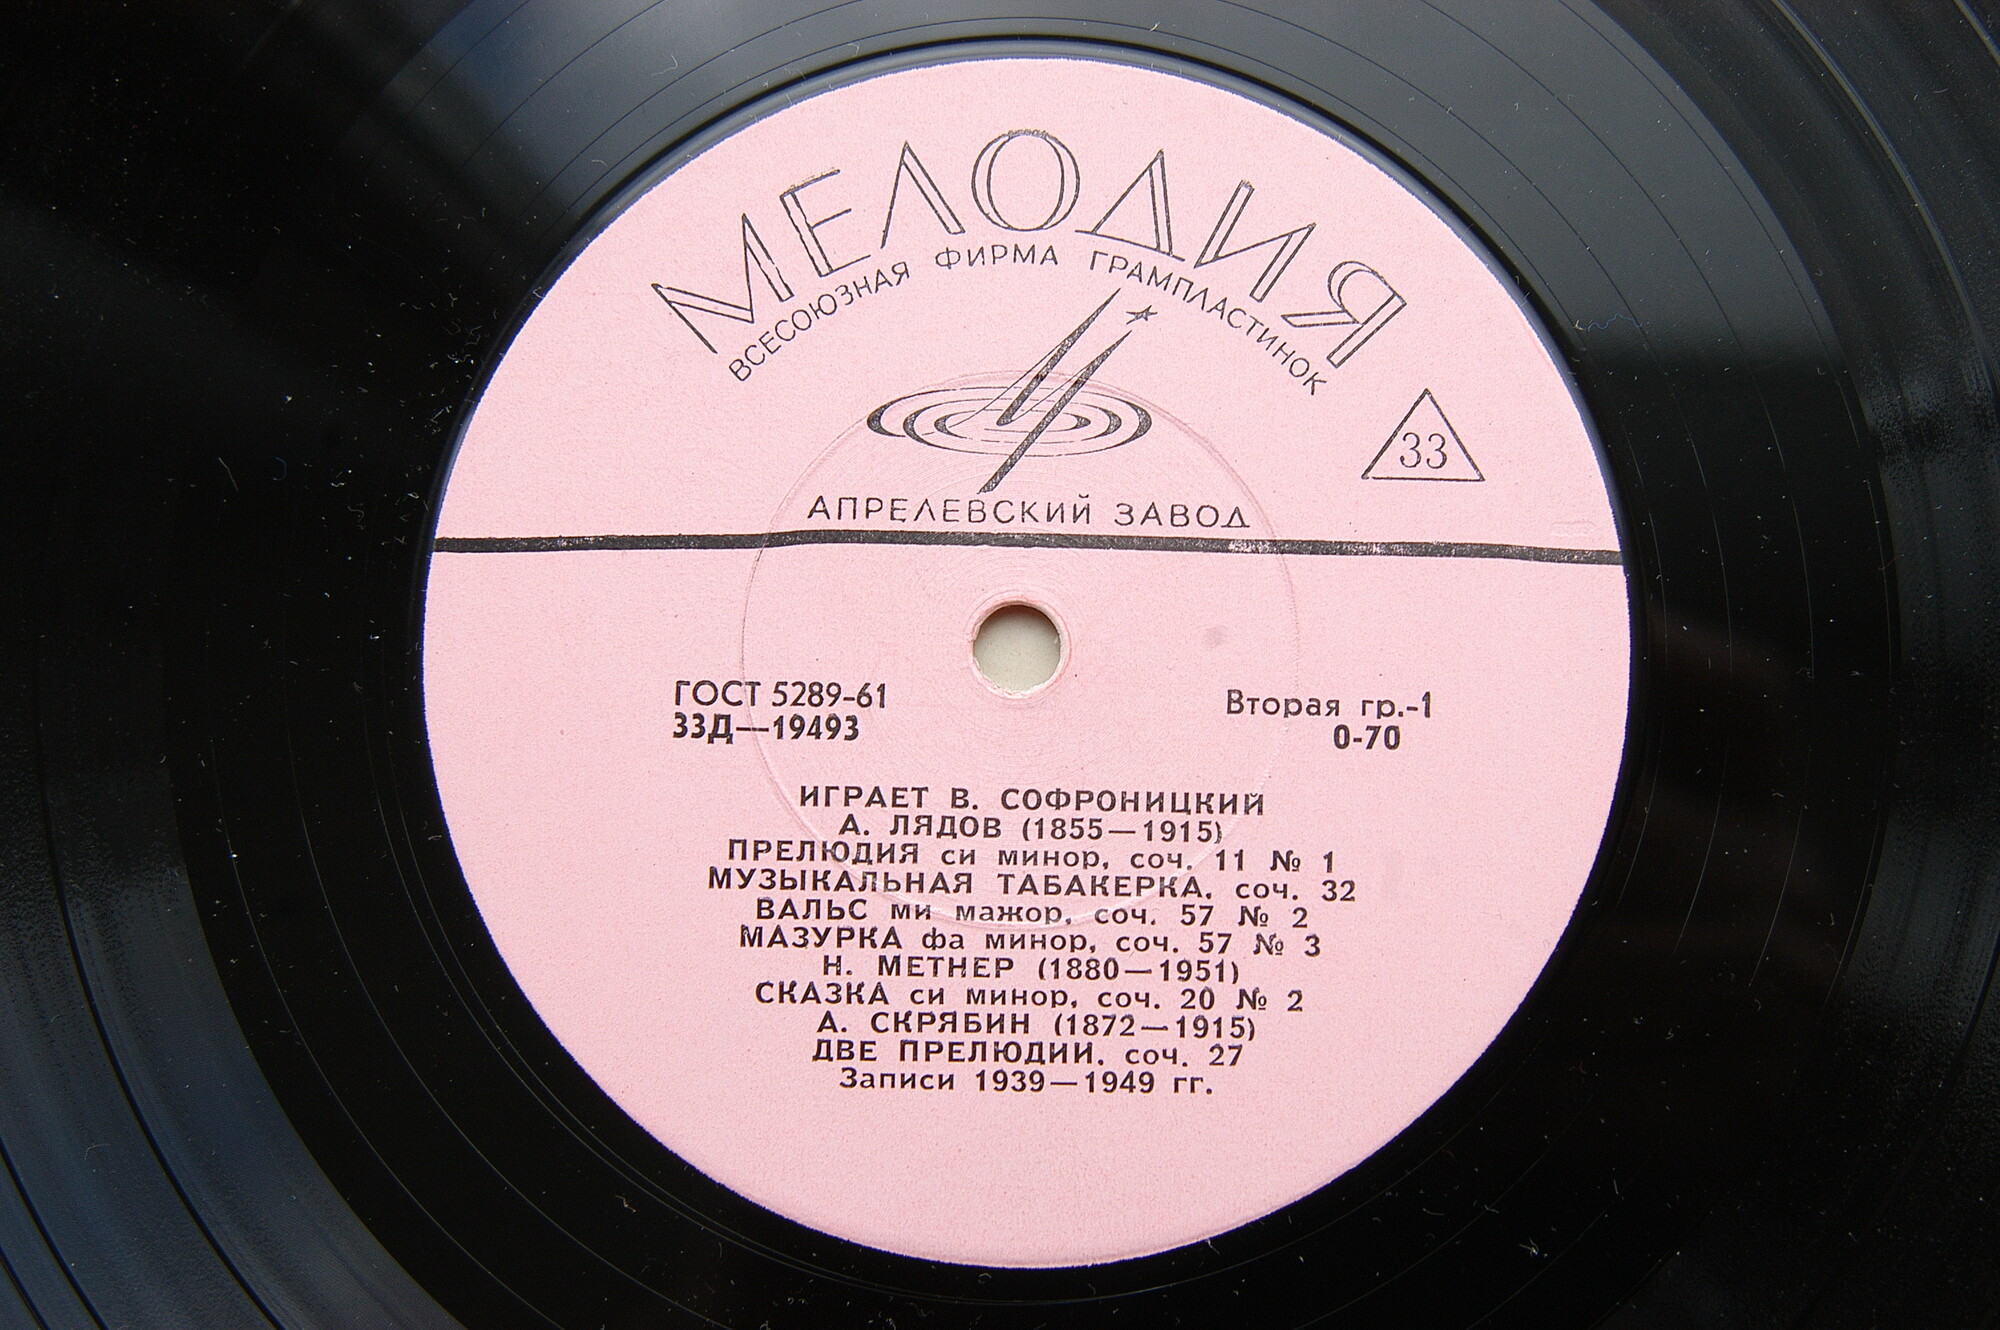 МЕЛОДИЯ
ВСЕСОЮЗНАЯ ФИРМА ГРАМПЛАСТИНОК
33
АПРЕЛЕВСКИЙ ЗАВОД
ГОСТ 5289-61
33Д—19493
Вторая гр.-1
0-70
ИГРАЕТ В. СОФРОНИЦКИЙ
А. ЛЯДОВ (1855—1915)
ПРЕЛЮДИЯ си минор, соч. 11 № 1
МУЗЫКАЛЬНАЯ ТАБАКЕРКА, соч. 32
ВАЛЬС ми мажор, соч. 57 № 2
МАЗУРКА фа минор, соч. 57 № 3
Н. МЕТНЕР (1880—1951)
СКАЗКА си минор, соч. 20 № 2
А. СКРЯБИН (1872—1915)
ДВЕ ПРЕЛЮДИИ, соч. 27
Записи 1939—1949 гг.